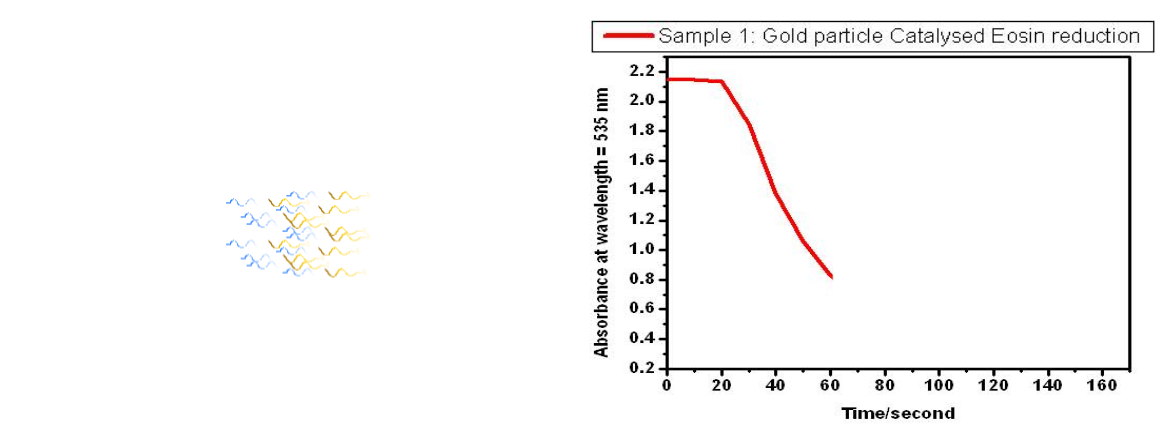 Sample 1: Gold particle Catalysed Eosin reduction
Absorbance at wavelength = 535 nm
2.2
2.0
1.8
1.6
1.4
1.2
1.0
0.8
0.6
0.4
0.2
0 20 40 60 80 100 120 140 160
Time/second